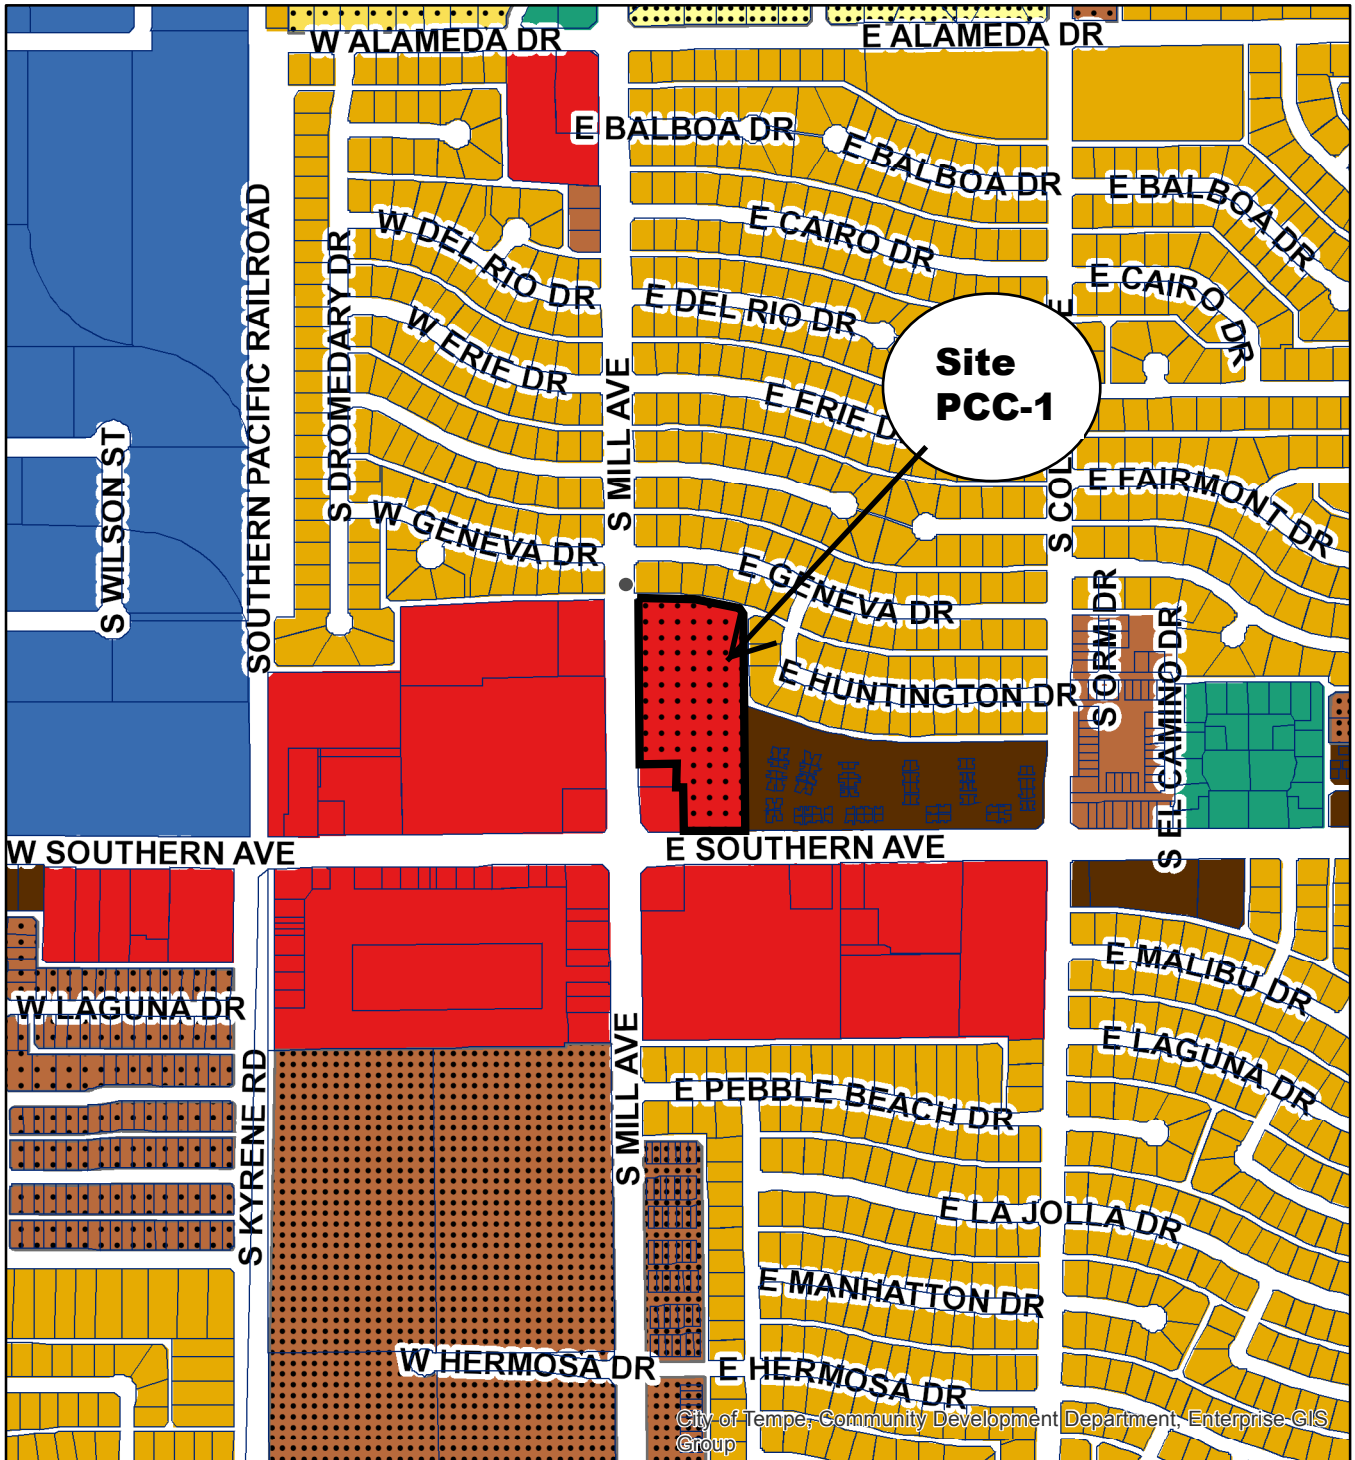 W ALAMEDA DR
E ALAMEDA DR
E BALBOA DR
E BALBOA DR
E BALBOA DR
W DEL RIO DR
E CAIRO DR
E CAIRO DR
E DEL RIO DR
W ERIE DR
E ERIE D
Site
PCC-1
SOUTHERN PACIFIC RAILROAD
S DROMEDARY DR
S MILL AVE
S WILSON ST
S COL
E
E FAIRMONT DR
W GENEVA DR
E GENEVA DR
E HUNTINGTON DR
S ORM DR
S EL CAMINO DR
W SOUTHERN AVE
E SOUTHERN AVE
E MALIBU DR
W LAGUNA DR
E LAGUNA DR
S KYRENE RD
S MILL AVE
E PEBBLE BEACH DR
E LA JOLLA DR
E MANHATTON DR
W HERMOSA DR
E HERMOSA DR
City of Tempe, Community Development Department, Enterprise GIS
Group